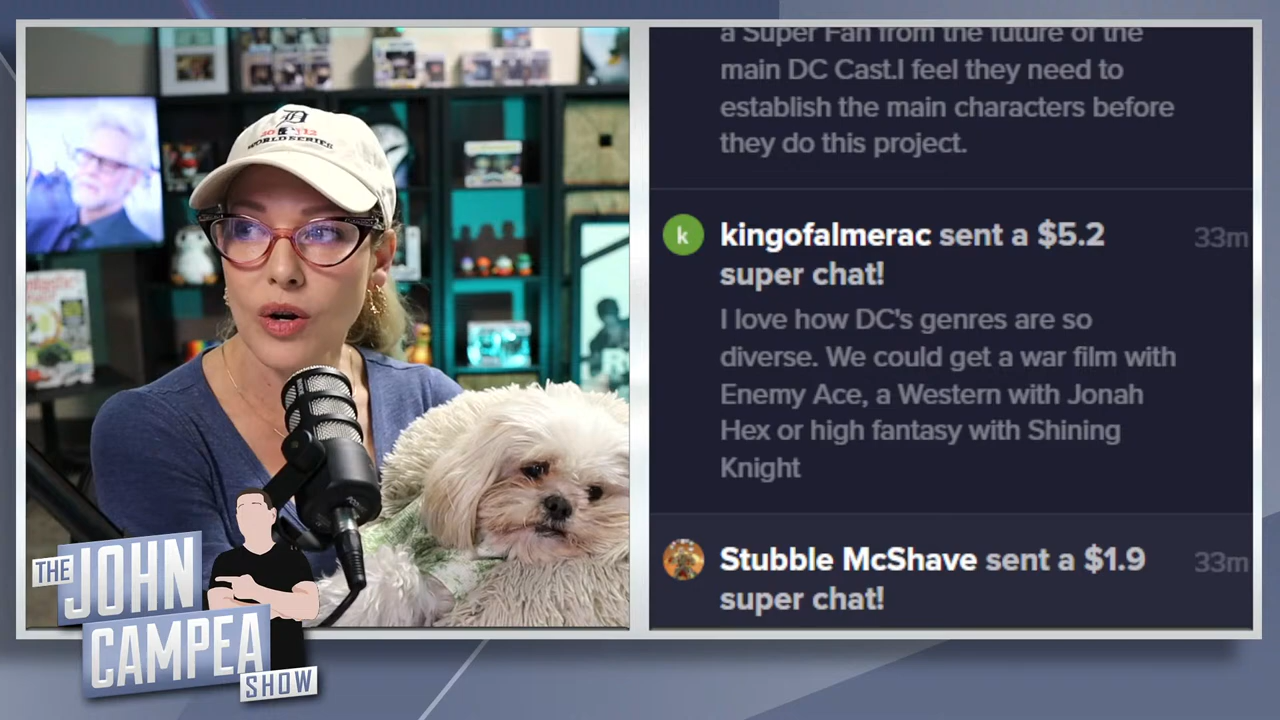 D
2012
WORLD SERIES
a Super Fan from the future of the
main DC Cast.I feel they need to
establish the main characters before
they do this project.
k
kingofalmerac sent a $5.2
super chat!
33m
I love how DC's genres are so
diverse. We could get a war film with
Enemy Ace, a Western with Jonah
Hex or high fantasy with Shining
Knight
Stubble McShave sent a $1.9
super chat!
33m
THE
JOHN
CAMPEA
SHOW